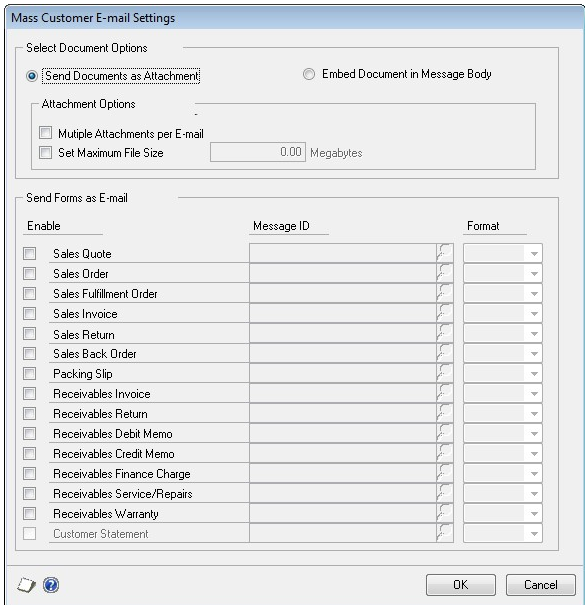 Mass Customer E-mail Settings
Select Document Options
Send Documents as Attachment
Embed Document in Message Body
Attachment Options
Mutiple Attachments per E-mail
Set Maximum File Size 0.00 Megabytes
Send Forms as E-mail
Enable Message ID Format
Sales Quote
Sales Order
Sales Fulfillment Order
Sales Invoice
Sales Return
Sales Back Order
Packing Slip
Receivables Invoice
Receivables Return
Receivables Debit Memo
Receivables Credit Memo
Receivables Finance Charge
Receivables Service/Repairs
Receivables Warranty
Customer Statement
OK Cancel